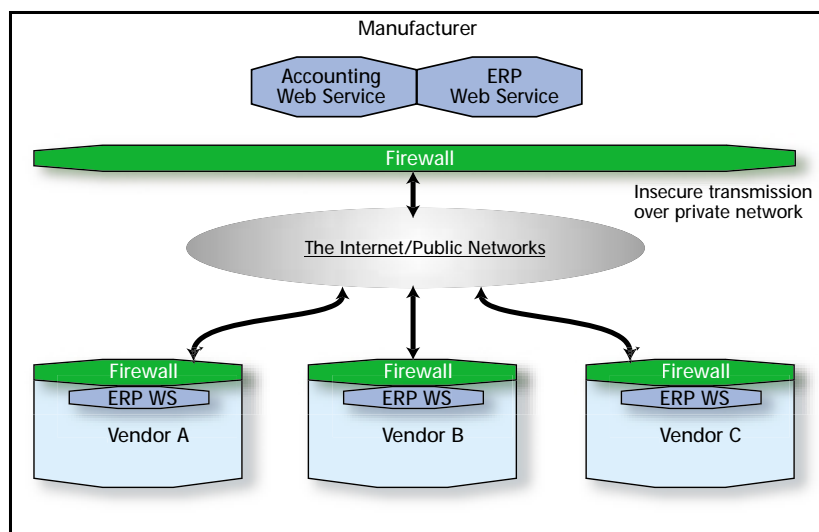 Manufacturer
Accounting
Web Service
ERP
Web Service
Firewall
Insecure transmission
over private network
The Internet/Public Networks
Firewall
ERP WS
Vendor A
Firewall
ERP WS
Vendor B
Firewall
ERP WS
Vendor C